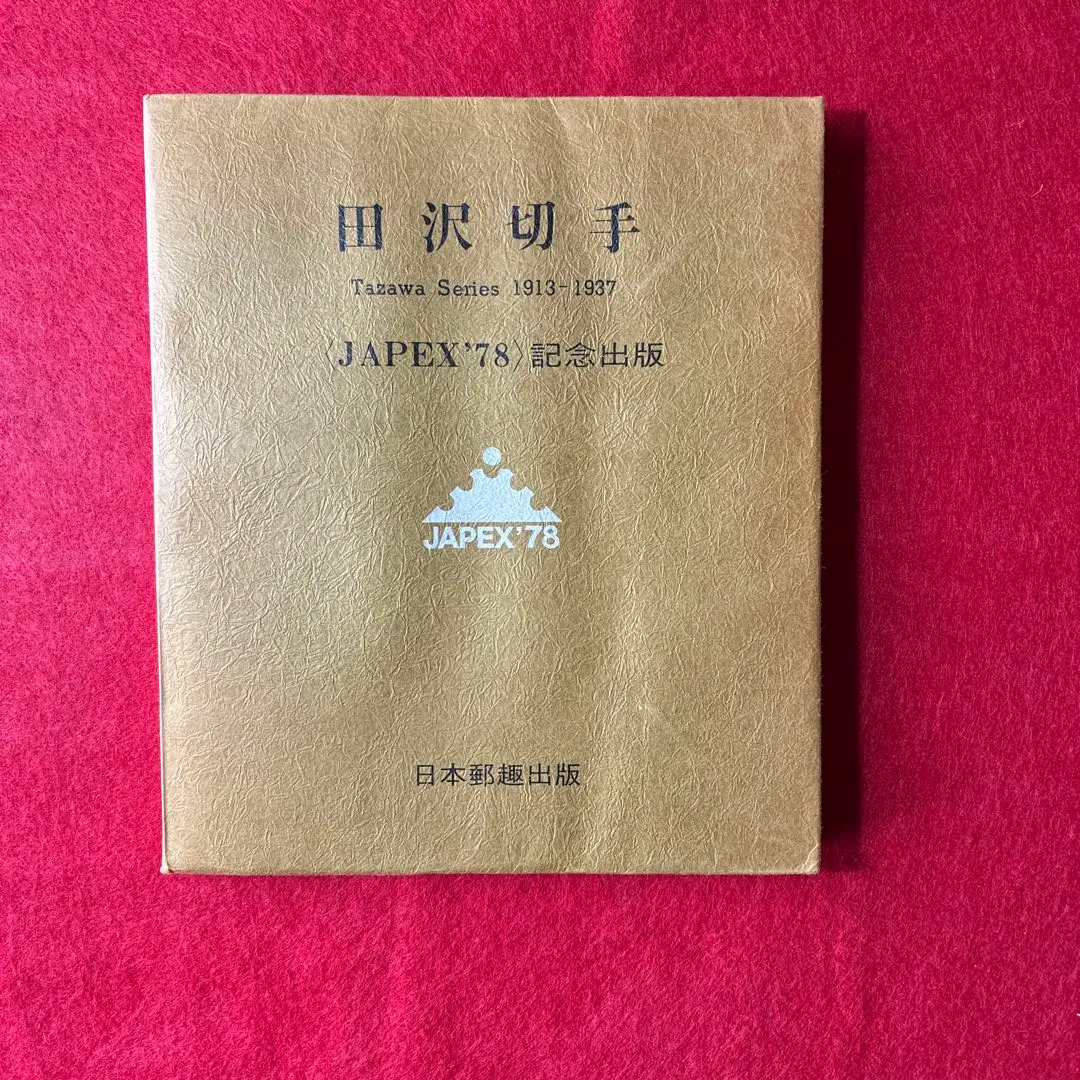 田沢切手
Tazawa Series 1913-1937
〈JAPEX’78〉記念出版
JAPEX’78
日本郵趣出版